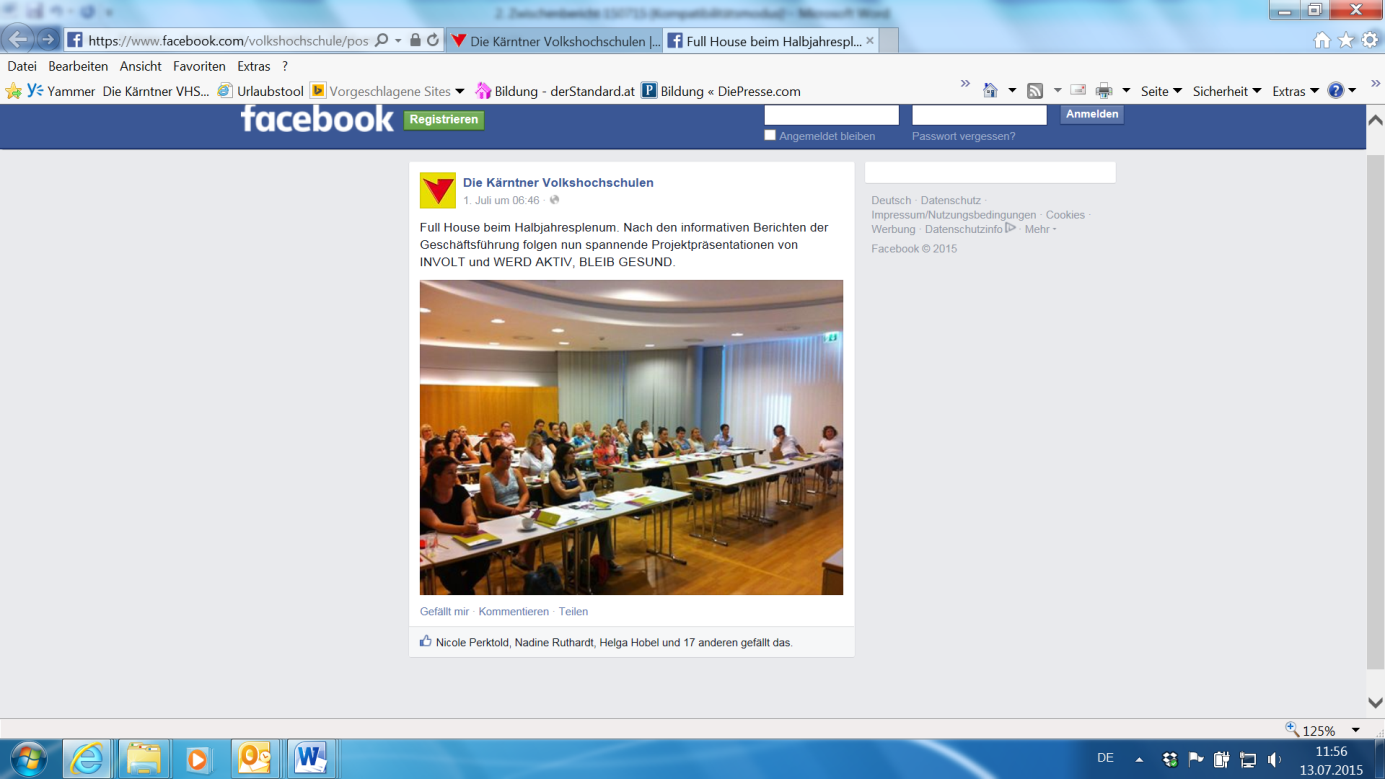 2. Zwischenbericht 150715 [Kompatibilitätsmodus] - Microsoft Word
https://www.facebook.com/volkshochschule/pos
Die Kärntner Volkshochschulen |...
Full House beim Halbjahrespl...
Datei Bearbeiten Ansicht Favoriten Extras ?
Yammer Die Kärntner VHS... Urlaubstool Vorgeschlagene Sites Bildung - derStandard.at Bildung « DiePresse.com
Seite Sicherheit Extras
facebook Registrieren
Anmelden
Angemeldet bleiben Passwort vergessen?
Die Kärntner Volkshochschulen
1. Juli um 06:46 ·
Full House beim Halbjahresplenum. Nach den informativen Berichten der
Geschäftsführung folgen nun spannende Projektpräsentationen von
INVOLT und WERD AKTIV, BLEIB GESUND.
Gefällt mir · Kommentieren · Teilen
Nicole Perktold, Nadine Ruthardt, Helga Hobel und 17 anderen gefällt das.
Deutsch · Datenschutz ·
Impressum/Nutzungsbedingungen · Cookies ·
Werbung · Datenschutzinfo · Mehr
Facebook © 2015
125%
DE
11:56
13.07.2015